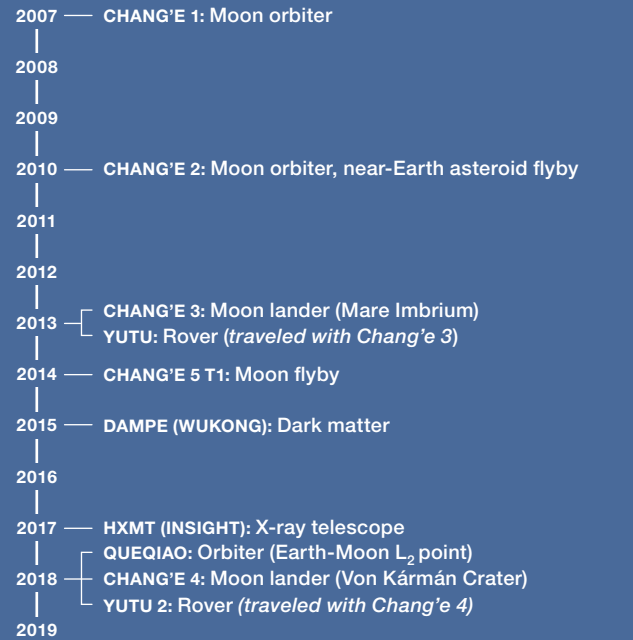 2007 CHANG'E 1: Moon orbiter
2008
2009
2010 CHANG'E 2: Moon orbiter, near-Earth asteroid flyby
2011
2012
CHANG'E 3: Moon lander (Mare Imbrium)
2013
YUTU: Rover (traveled with Chang'e 3)
2014 CHANG'E 5 T1: Moon flyby
2015 DAMPE (WUKONG): Dark matter
2016
2017 HXMT (INSIGHT): X-ray telescope
QUEQIAO: Orbiter (Earth-Moon L₂ point)
2018 CHANG'E 4: Moon lander (Von Kármán Crater)
YUTU 2: Rover (traveled with Chang'e 4)
2019